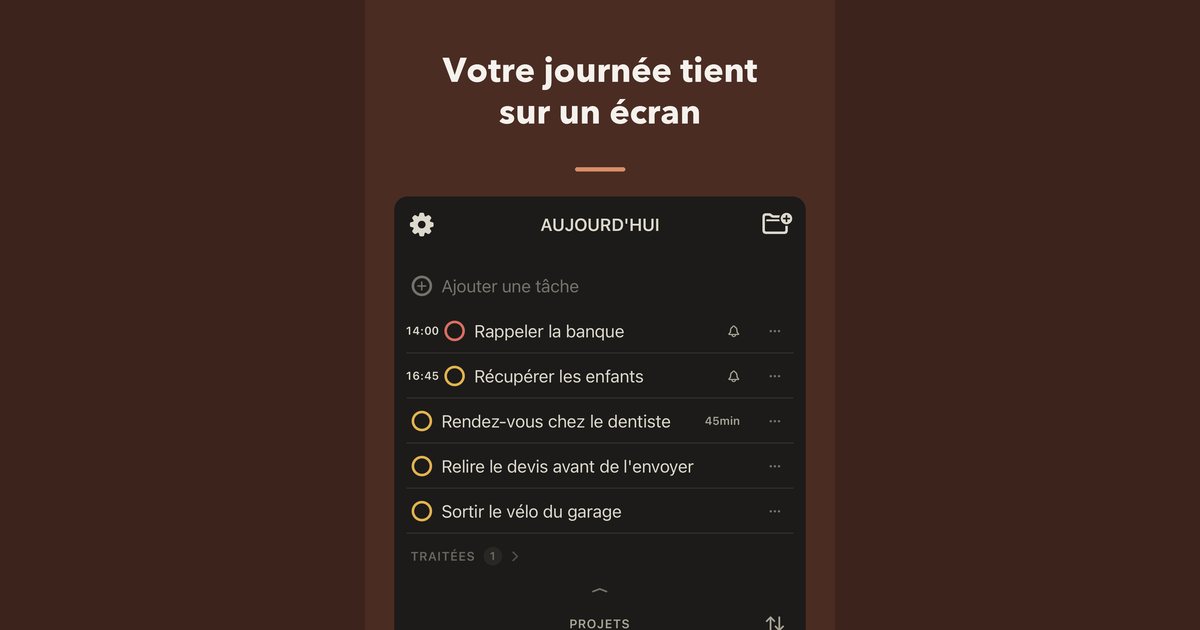 Votre journée tient
sur un écran
AUJOURD'HUI
Ajouter une tâche
14:00 Rappeler la banque
16:45 Récupérer les enfants
Rendez-vous chez le dentiste 45min
Relire le devis avant de l'envoyer
Sortir le vélo du garage
TRAITÉES 1
PROJETS